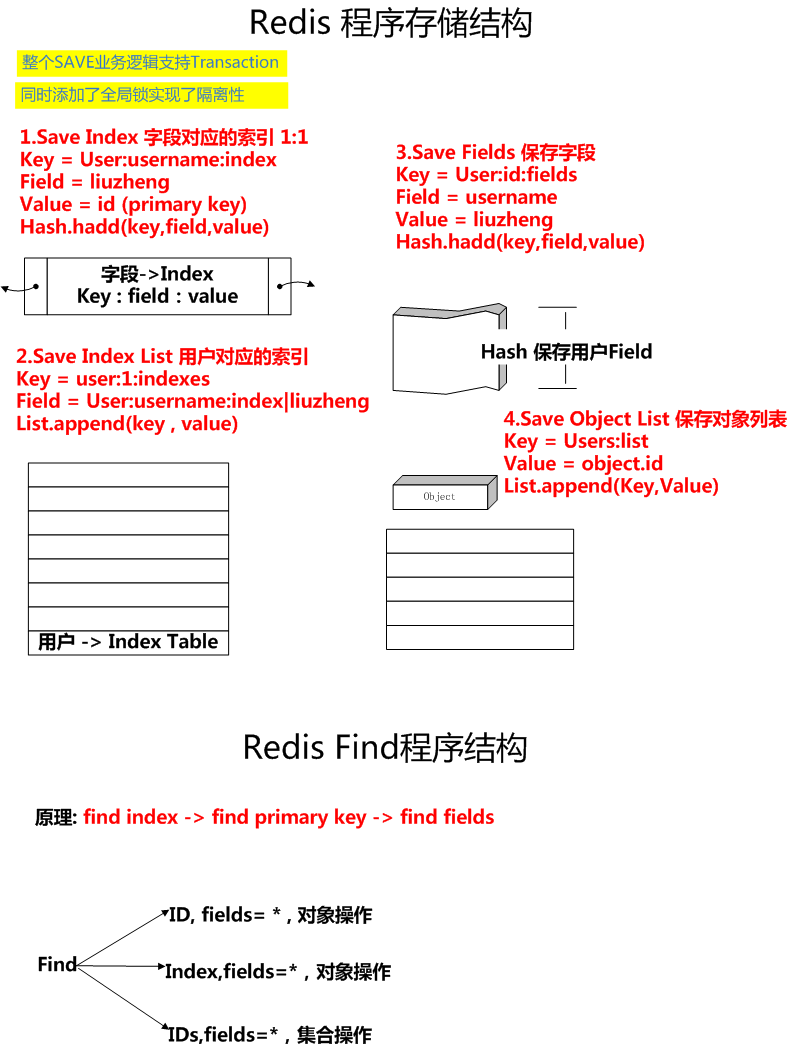 Redis 程序存储结构
整个SAVE业务逻辑支持Transaction
同时添加了全局锁实现了隔离性
1.Save Index 字段对应的索引 1:1
Key = User:username:index
Field = liuzheng
Value = id (primary key)
Hash.hadd(key,field,value)
字段->Index
Key : field : value
2.Save Index List 用户对应的索引
Key = user:1:indexes
Field = User:username:index|liuzheng
List.append(key , value)
用户 -> Index Table
3.Save Fields 保存字段
Key = User:id:fields
Field = username
Value = liuzheng
Hash.hadd(key,field,value)
Hash 保存用户Field
4.Save Object List 保存对象列表
Key = Users:list
Value = object.id
List.append(Key,Value)
Object
Redis Find程序结构
原理: find index -> find primary key -> find fields
Find
ID, fields= * , 对象操作
Index,fields=* , 对象操作
IDs,fields=* , 集合操作